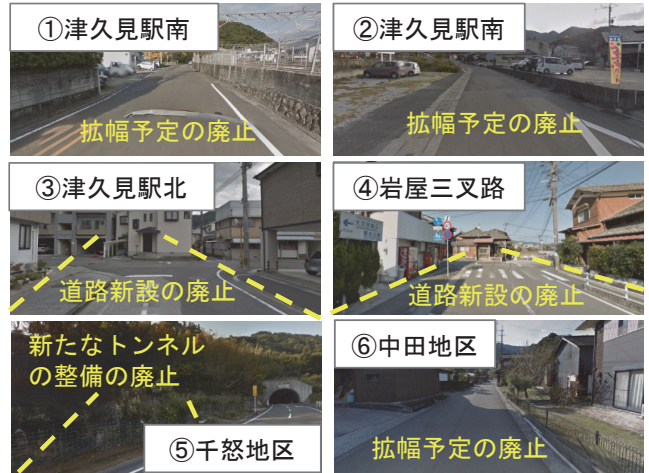 ①津久見駅南
拡幅予定の廃止
②津久見駅南
拡幅予定の廃止
③津久見駅北
道路新設の廃止
④岩屋三叉路
道路新設の廃止
新たなトンネル
の整備の廃止
⑤千怒地区
⑥中田地区
拡幅予定の廃止